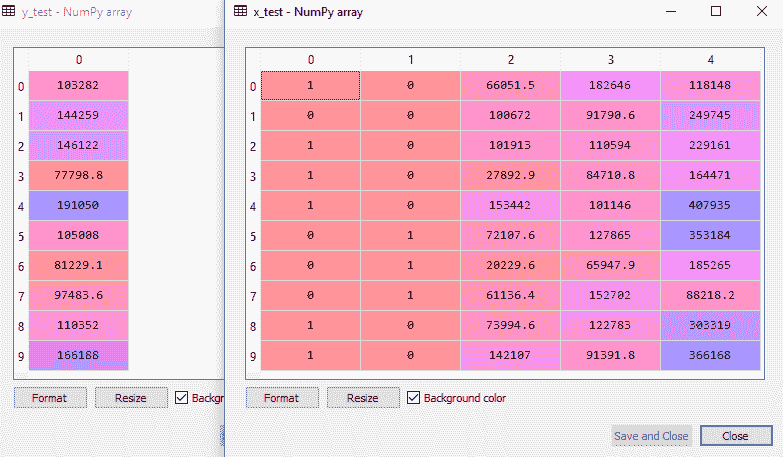 y_test - NumPy array
0
0 103282
1 144259
2 146122
3 77798.8
4 191050
5 105008
6 81229.1
7 97483.6
8 110352
9 166188
Format Resize Backgr
x_test - NumPy array
0 1 2 3 4
0 1 0 66051.5 182646 118148
1 0 0 100672 91790.6 249745
2 1 0 101913 110594 229161
3 1 0 27892.9 84710.8 164471
4 1 0 153442 101146 407935
5 0 1 72107.6 127865 353184
6 0 1 20229.6 65947.9 185265
7 0 1 61136.4 152702 88218.2
8 1 0 73994.6 122783 303319
9 1 0 142107 91391.8 366168
Format Resize Background color
Save and Close Close